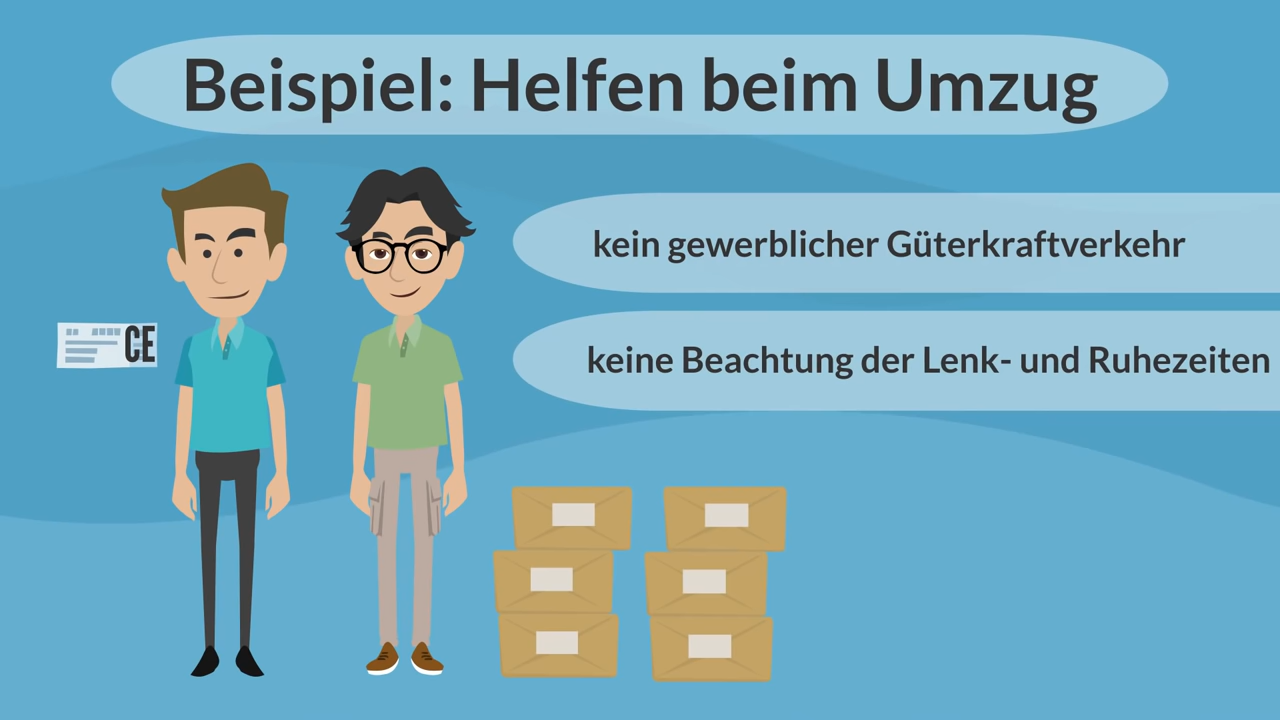 Beispiel: Helfen beim Umzug
kein gewerblicher Güterkraftverkehr
keine Beachtung der Lenk- und Ruhezeiten
CE